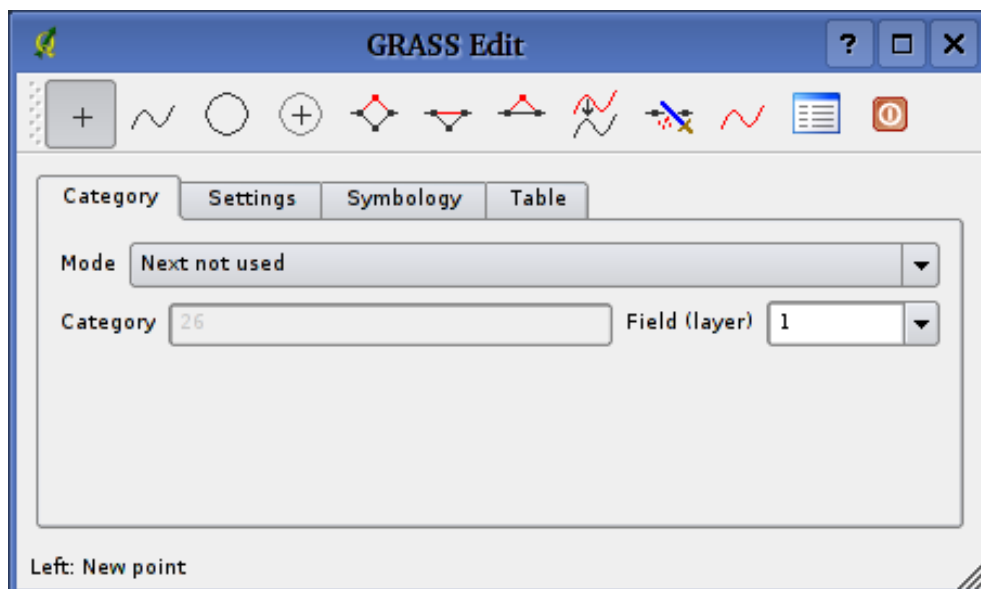 GRASS Edit
Category Settings Symbology Table
Mode Next not used
Category 26 Field (layer) 1
Left: New point